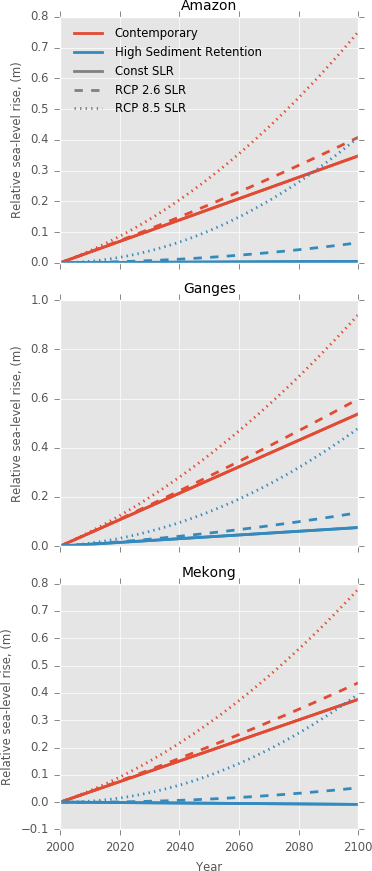 Amazon
0.8
0.7
0.6
0.5
0.4
0.3
0.2
0.1
0.0
Relative sea-level rise, (m)
Contemporary
High Sediment Retention
Const SLR
RCP 2.6 SLR
RCP 8.5 SLR
Ganges
1.0
0.8
0.6
0.4
0.2
0.0
Relative sea-level rise, (m)
Mekong
0.8
0.7
0.6
0.5
0.4
0.3
0.2
0.1
0.0
−0.1
Relative sea-level rise, (m)
2000 2020 2040 2060 2080 2100
Year